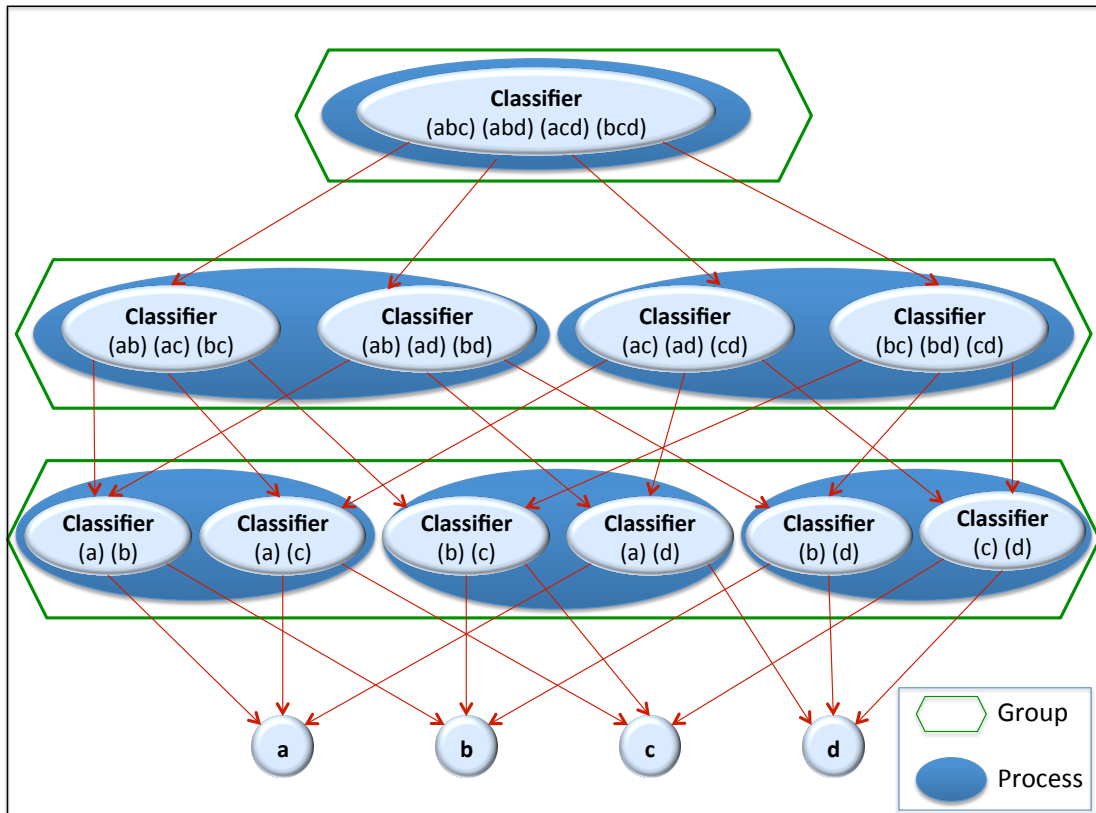 Classifier
(abc) (abd) (acd) (bcd)
Classifier
(ab) (ac) (bc)
Classifier
(ab) (ad) (bd)
Classifier
(ac) (ad) (cd)
Classifier
(bc) (bd) (cd)
Classifier
(a) (b)
Classifier
(a) (c)
Classifier
(b) (c)
Classifier
(a) (d)
Classifier
(b) (d)
Classifier
(c) (d)
a
b
c
d
Group
Process